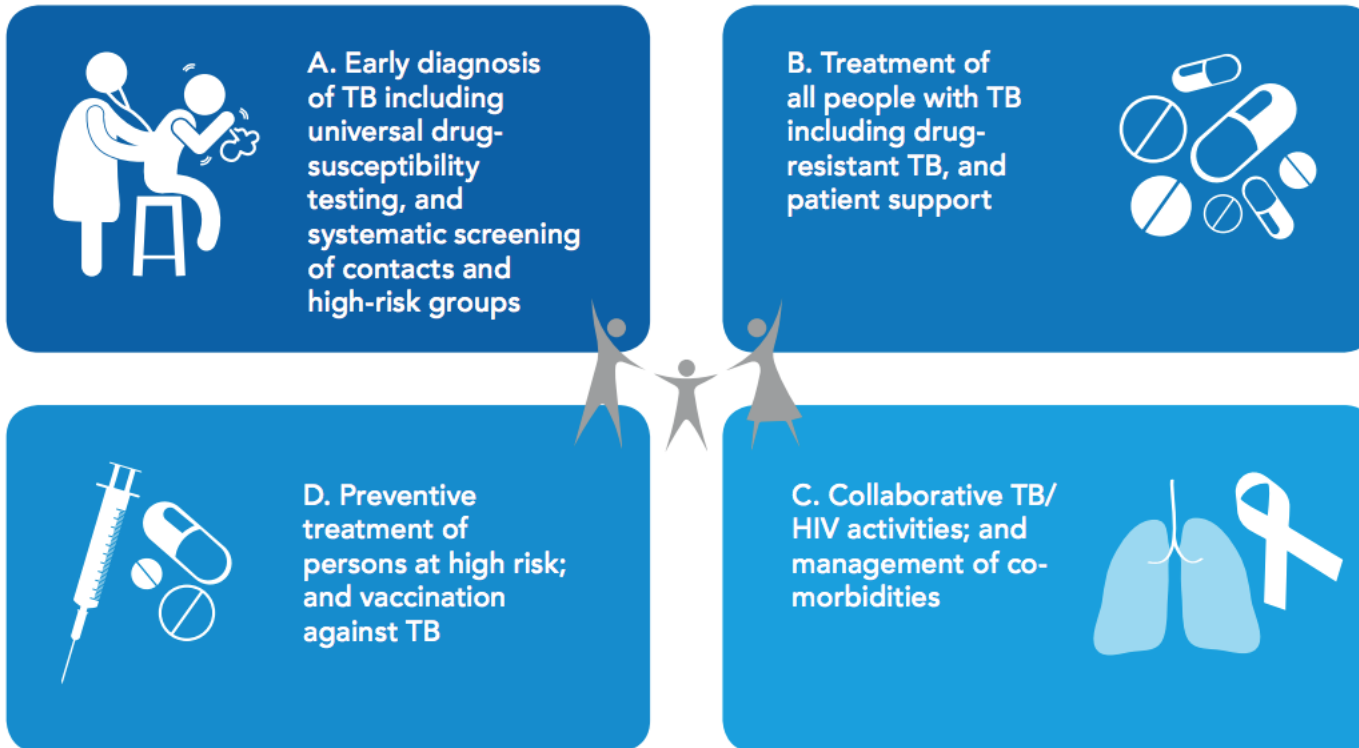 A. Early diagnosis
of TB including
universal drug-
susceptibility
testing, and
systematic screening
of contacts and
high-risk groups
B. Treatment of
all people with TB
including drug-
resistant TB, and
patient support
D. Preventive
treatment of
persons at high risk;
and vaccination
against TB
C. Collaborative TB/
HIV activities; and
management of co-
morbidities